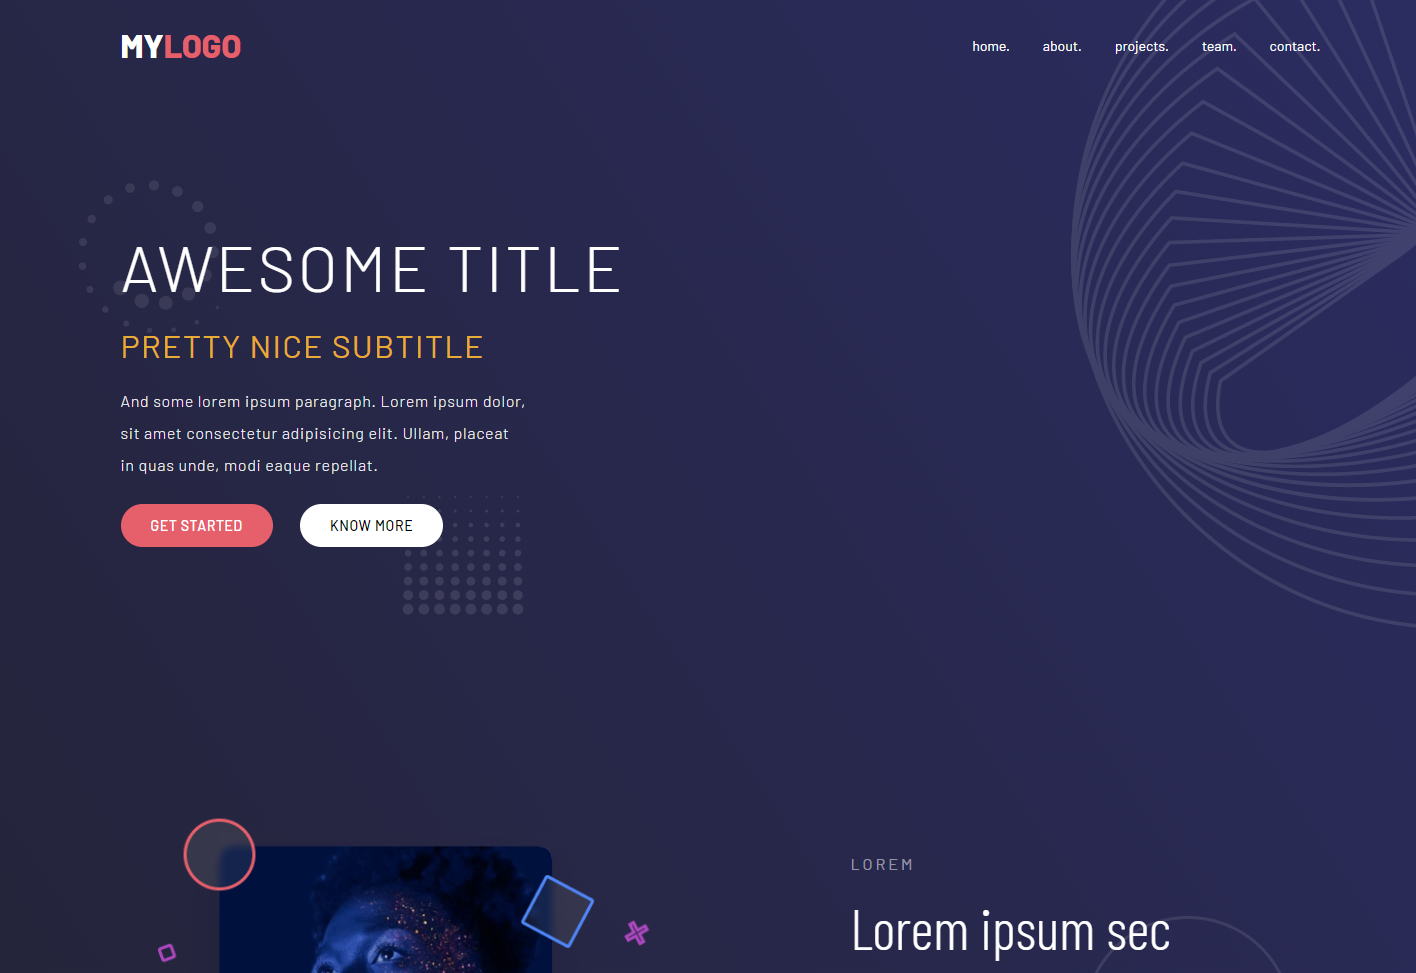 MYLOGO
home. about. projects. team. contact.
AWESOME TITLE
PRETTY NICE SUBTITLE
And some lorem ipsum paragraph. Lorem ipsum dolor,
sit amet consectetur adipisicing elit. Ullam, placeat
in quas unde, modi eaque repellat.
GET STARTED
KNOW MORE
LOREM
Lorem ipsum sec